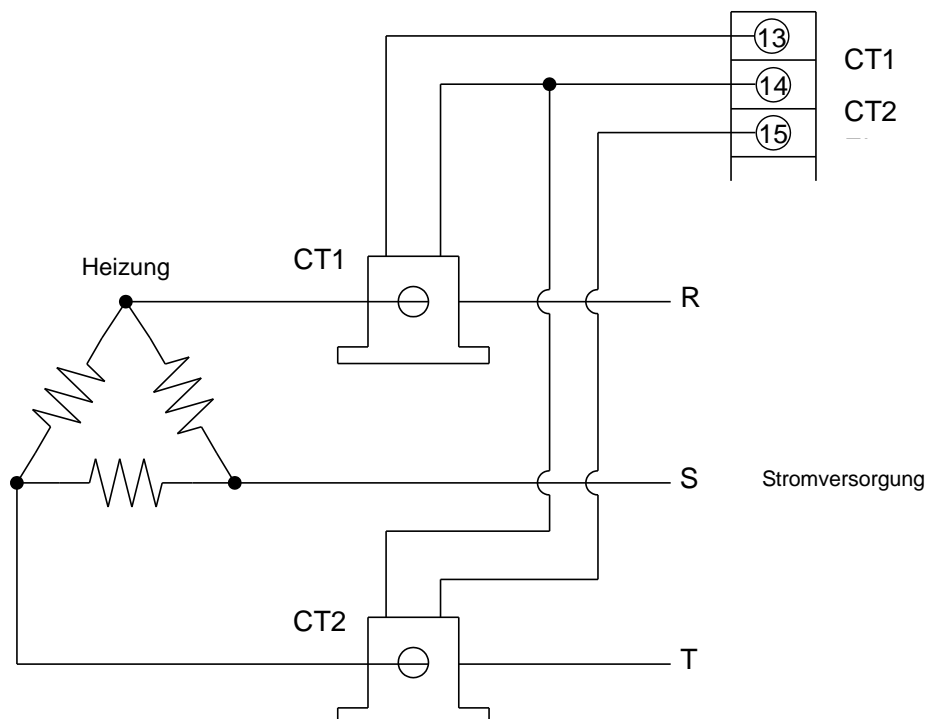 13
CT1
14
CT2
15
CT1
Heizung
R
S
Stromversorgung
CT2
T